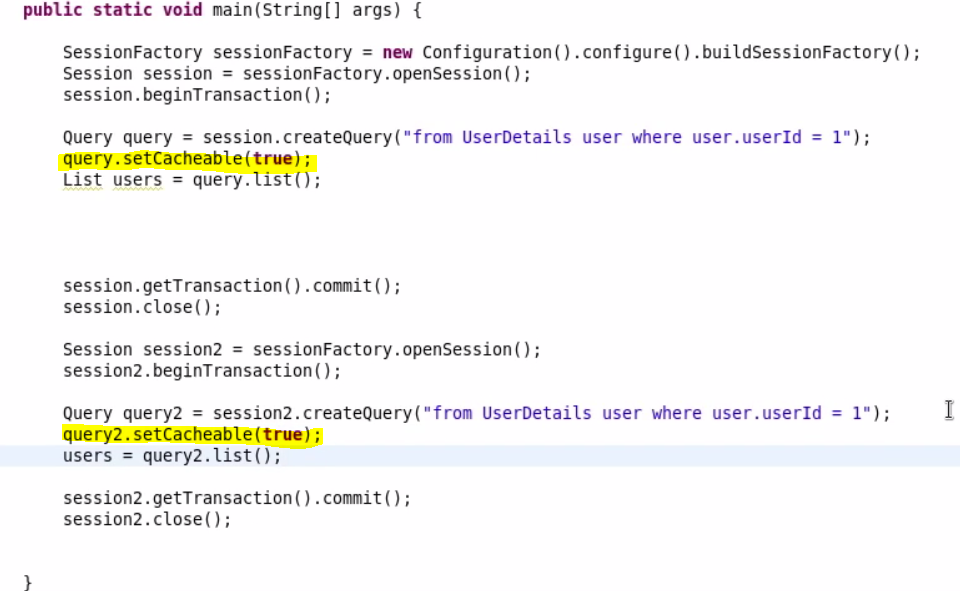 public static void main(String[] args) {
SessionFactory sessionFactory = new Configuration().configure().buildSessionFactory();
Session session = sessionFactory.openSession();
session.beginTransaction();
Query query = session.createQuery("from UserDetails user where user.userId = 1");
query.setCacheable(true);
List users = query.list();
session.getTransaction().commit();
session.close();
Session session2 = sessionFactory.openSession();
session2.beginTransaction();
Query query2 = session2.createQuery("from UserDetails user where user.userId = 1");
query2.setCacheable(true);
users = query2.list();
session2.getTransaction().commit();
session2.close();
}